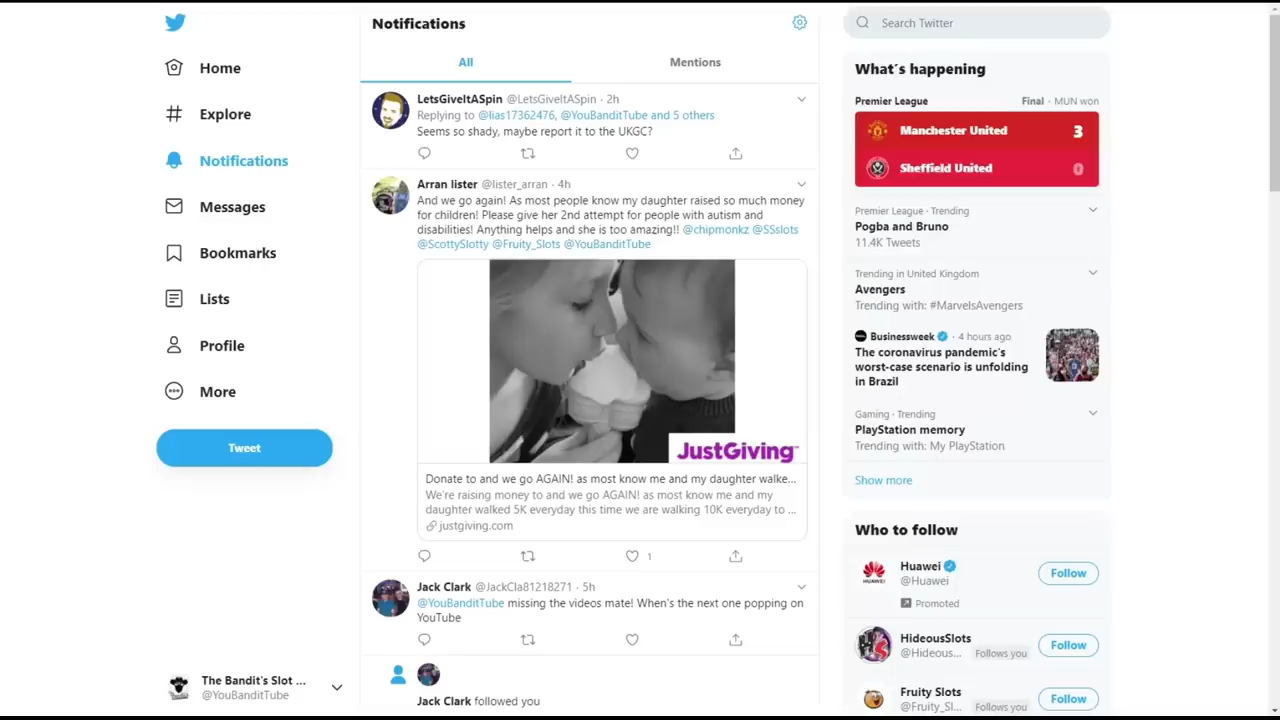 Home
Explore
Notifications
Messages
Bookmarks
Lists
Profile
More
Tweet
The Bandit's Slot ...
@YouBanditTube
Notifications
All
Mentions
LetsGiveItASpin @LetsGiveItASpin · 2h
Replying to @lias17362476, @YouBanditTube and 5 others
Seems so shady, maybe report it to the UKGC?
Arran lister @lister_arran · 4h
And we go again! As most people know my daughter raised so much money
for children! Please give her 2nd attempt for people with autism and
disabilities! Anything helps and she is too amazing!! @chipmonkz @SSslots
@ScottySlotty @Fruity_Slots @YouBanditTube
JustGiving™
Donate to and we go AGAIN! as most know me and my daughter walke...
We're raising money to and we go AGAIN! as most know me and my
daughter walked 5K everyday this time we are walking 10K everyday to ...
justgiving.com
1
Jack Clark @JackCla81218271 · 5h
@YouBanditTube missing the videos mate! When's the next one popping on
YouTube
Jack Clark followed you
Search Twitter
What´s happening
Premier League Final · MUN won
Manchester United 3
Sheffield United 0
Premier League · Trending
Pogba and Bruno
11.4K Tweets
Trending in United Kingdom
Avengers
Trending with: #MarvelsAvengers
Businessweek · 4 hours ago
The coronavirus pandemic's
worst-case scenario is unfolding
in Brazil
Gaming · Trending
PlayStation memory
Trending with: My PlayStation
Show more
Who to follow
HUAWEI
Huawei
@Huawei
Follow
Promoted
HideousSlots
@Hideous... Follows you
Follow
Fruity Slots
@Fruity_Sl... Follows you
Follow